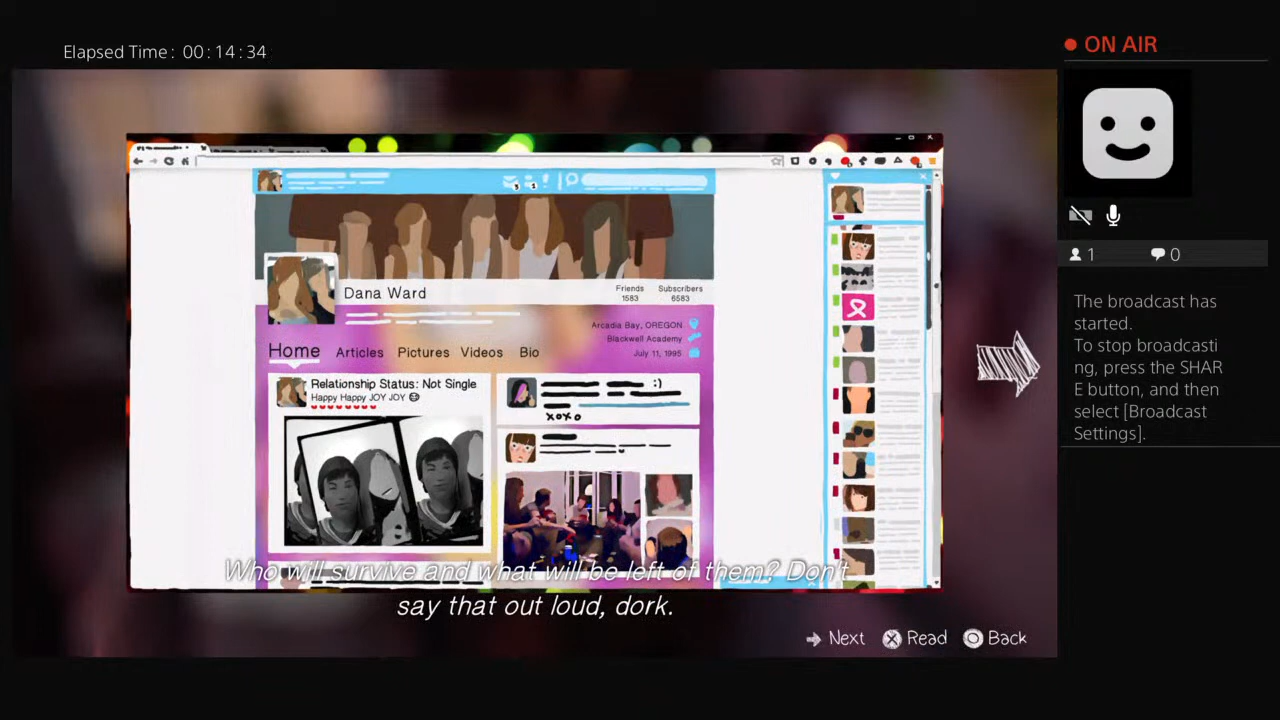 Elapsed Time: 00:14:34
ON AIR
3
1
Dana Ward
Friends
1583
Subscribers
6583
Arcadia Bay, OREGON
Blackwell Academy
July 11, 1995
Home
Articles
Pictures
Videos
Bio
Relationship Status: Not Single
Happy Happy JOY JOY
:)
xoxo
Who will survive and what will be left of them? Don't
say that out loud, dork.
Next
Read
Back
1
0
The broadcast has
started.
To stop broadcasti
ng, press the SHAR
E button, and then
select [Broadcast
Settings].